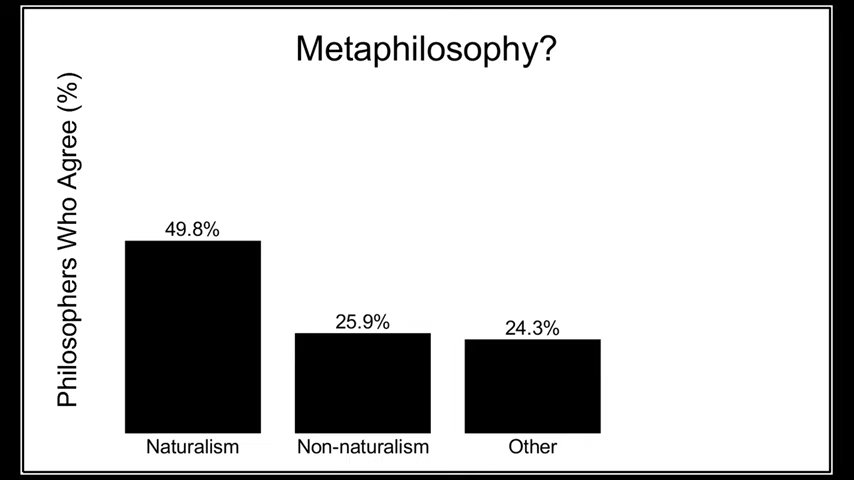 Metaphilosophy?
Philosophers Who Agree (%)
49.8%
25.9%
24.3%
Naturalism
Non-naturalism
Other